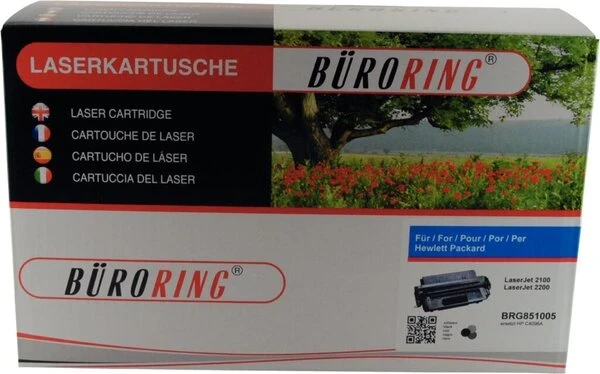 LASERKARTUSCHE
BÜRORING®
LASER CARTRIDGE
CARTOUCHE DE LASER
CARTUCHO DE LÁSER
CARTUCCIA DEL LASER
BÜRORING®
Für / For / Pour / Por / Per
Hewlett Packard
LaserJet 2100
LaserJet 2200
BRG851005
ersetzt HP C4096A